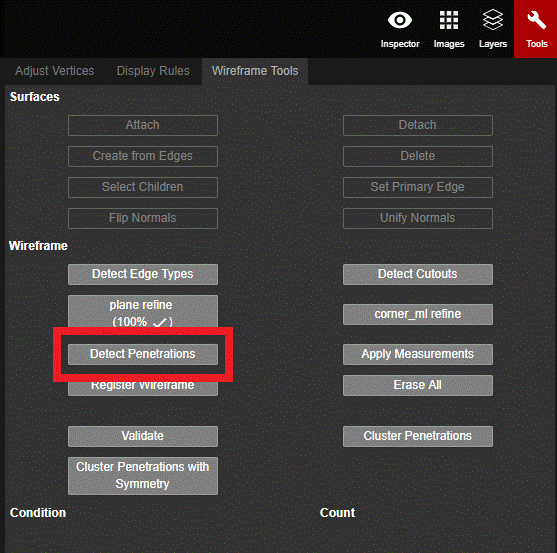 Inspector Images Layers Tools
Adjust Vertices Display Rules Wireframe Tools
Surfaces
Attach Detach
Create from Edges Delete
Select Children Set Primary Edge
Flip Normals Unify Normals
Wireframe
Detect Edge Types Detect Cutouts
plane refine
(100% ✓) corner_ml refine
Detect Penetrations Apply Measurements
Register Wireframe Erase All
Validate Cluster Penetrations
Cluster Penetrations with
Symmetry
Condition Count